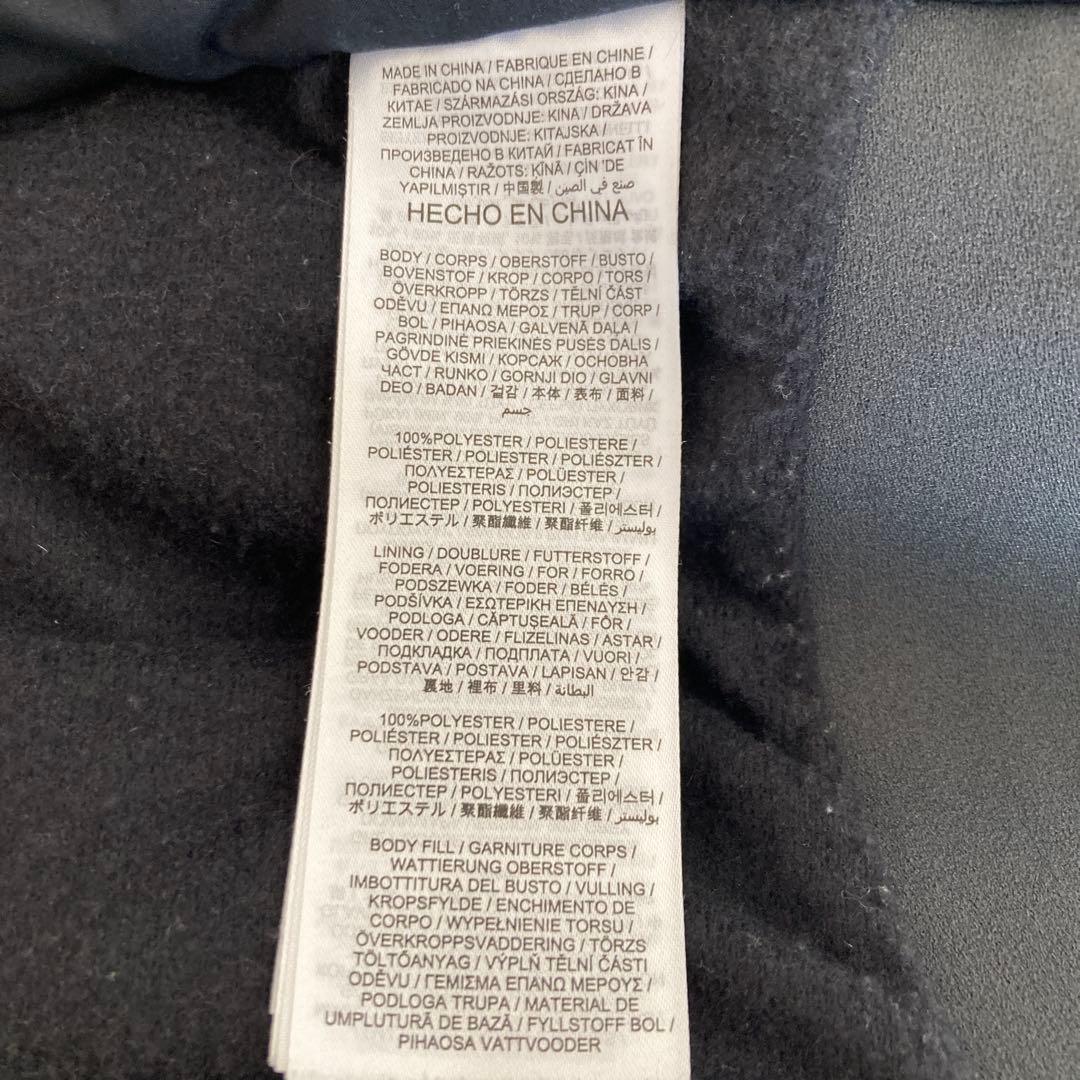 MADE IN CHINA / FABRIQUE EN CHINE /
FABRICADO NA CHINA / СДЕЛАНО В
КИТАЕ / SZÁRMAZÁSI ORSZÁG: KINA /
ZEMLJA PROIZVODNJE: KINA / DRŽAVA
PROIZVODNJE: KITAJSKA /
ПРОИЗВЕДЕНО В КИТАЙ / FABRICAT ÎN
CHINA / RAŽOTS: ĶĪNĀ / ÇİN 'DE
YAPILMIŞTIR / 中国製 / صنع في الصين
HECHO EN CHINA
BODY / CORPS / OBERSTOFF / BUSTO /
BOVENSTOF / KROP / CORPO / TORS /
ÖVERKROPP / TÖRZS / TĚLNÍ ČÁST
ODĚVU / ΕΠΑΝΩ ΜΕΡΟΣ / TRUP / CORP /
BOL / PIHAOSA / GALVENĀ DAĻA /
PAGRINDINĖ PRIEKINĖS PUSĖS DALIS /
GÖVDE KISMI / КОРСАЖ / ОСНОВНА
ЧАСТ / RUNKO / GORNJI DIO / GLAVNI
DEO / BADAN / 겉감 / 本体 / 表布 / 面料 /
جسم
100%POLYESTER / POLIESTERE /
POLIÉSTER / POLIESTER / POLIÉSZTER /
ΠΟΛΥΕΣΤΕΡΑΣ / POLÜESTER /
POLIESTERIS / ПОЛИЭСТЕР /
ПОЛИЕСТЕР / POLYESTERI / 폴리에스터 /
ポリエステル / 聚酯纖維 / 聚酯纤维 / بوليستر
LINING / DOUBLURE / FUTTERSTOFF /
FODERA / VOERING / FOR / FORRO /
PODSZEWKA / FODER / BÉLÉS /
PODŠÍVKA / ΕΣΩΤΕΡΙΚΗ ΕΠΕΝΔΥΣΗ /
PODLOGA / CĂPTUŞEALĂ / FÔR /
VOODER / ODERE / FLIZELINAS / ASTAR /
ПОДКЛАДКА / ПОДПЛАТА / VUORI /
PODSTAVA / POSTAVA / LAPISAN / 안감 /
裏地 / 裡布 / 里料 / البطانة
100%POLYESTER / POLIESTERE /
POLIÉSTER / POLIESTER / POLIÉSZTER /
ΠΟΛΥΕΣΤΕΡΑΣ / POLÜESTER /
POLIESTERIS / ПОЛИЭСТЕР /
ПОЛИЕСТЕР / POLYESTERI / 폴리에스터 /
ポリエステル / 聚酯纖維 / 聚酯纤维 / بوليستر
BODY FILL / GARNITURE CORPS /
WATTIERUNG OBERSTOFF /
IMBOTTITURA DEL BUSTO / VULLING /
KROPSFYLDE / ENCHIMENTO DE
CORPO / WYPEŁNIENIE TORSU /
ÖVERKROPPSVADDERING / TÖRZS
TÖLTÖANYAG / VÝPLŇ TĚLNÍ ČÁSTI
ODĚVU / ΓΕΜΙΣΜΑ ΕΠΑΝΩ ΜΕΡΟΥΣ /
PODLOGA TRUPA / MATERIAL DE
UMPLUTURĂ DE BAZĂ / FYLLSTOFF BOL /
PIHAOSA VATTVOODER